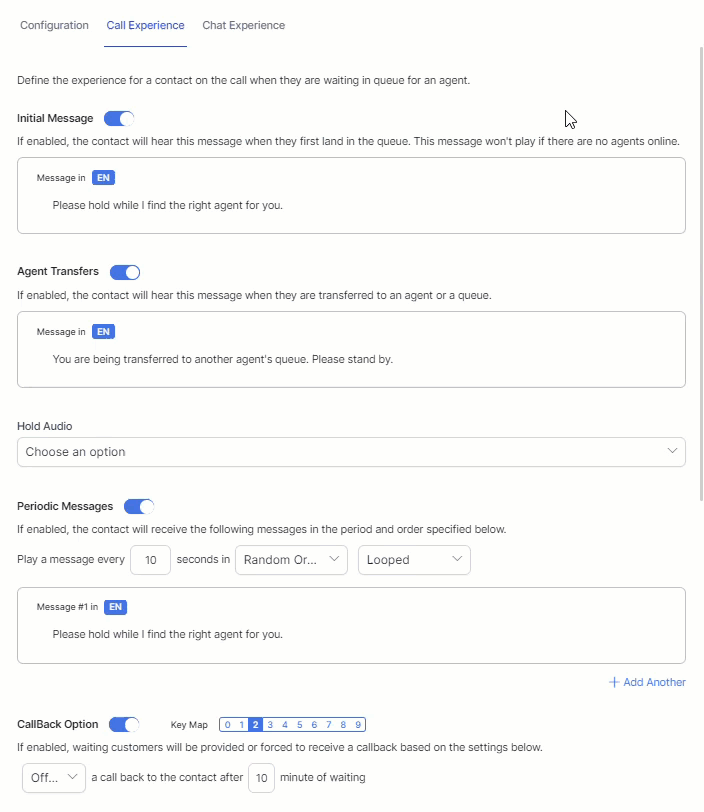 Configuration Call Experience Chat Experience
Define the experience for a contact on the call when they are waiting in queue for an agent.
Initial Message
If enabled, the contact will hear this message when they first land in the queue. This message won't play if there are no agents online.
Message in EN
Please hold while I find the right agent for you.
Agent Transfers
If enabled, the contact will hear this message when they are transferred to an agent or a queue.
Message in EN
You are being transferred to another agent's queue. Please stand by.
Hold Audio
Choose an option
Periodic Messages
If enabled, the contact will receive the following messages in the period and order specified below.
Play a message every 10 seconds in Random Or... Looped
Message #1 in EN
Please hold while I find the right agent for you.
+ Add Another
CallBack Option Key Map 0 1 2 3 4 5 6 7 8 9
If enabled, waiting customers will be provided or forced to receive a callback based on the settings below.
Off... a call back to the contact after 10 minute of waiting